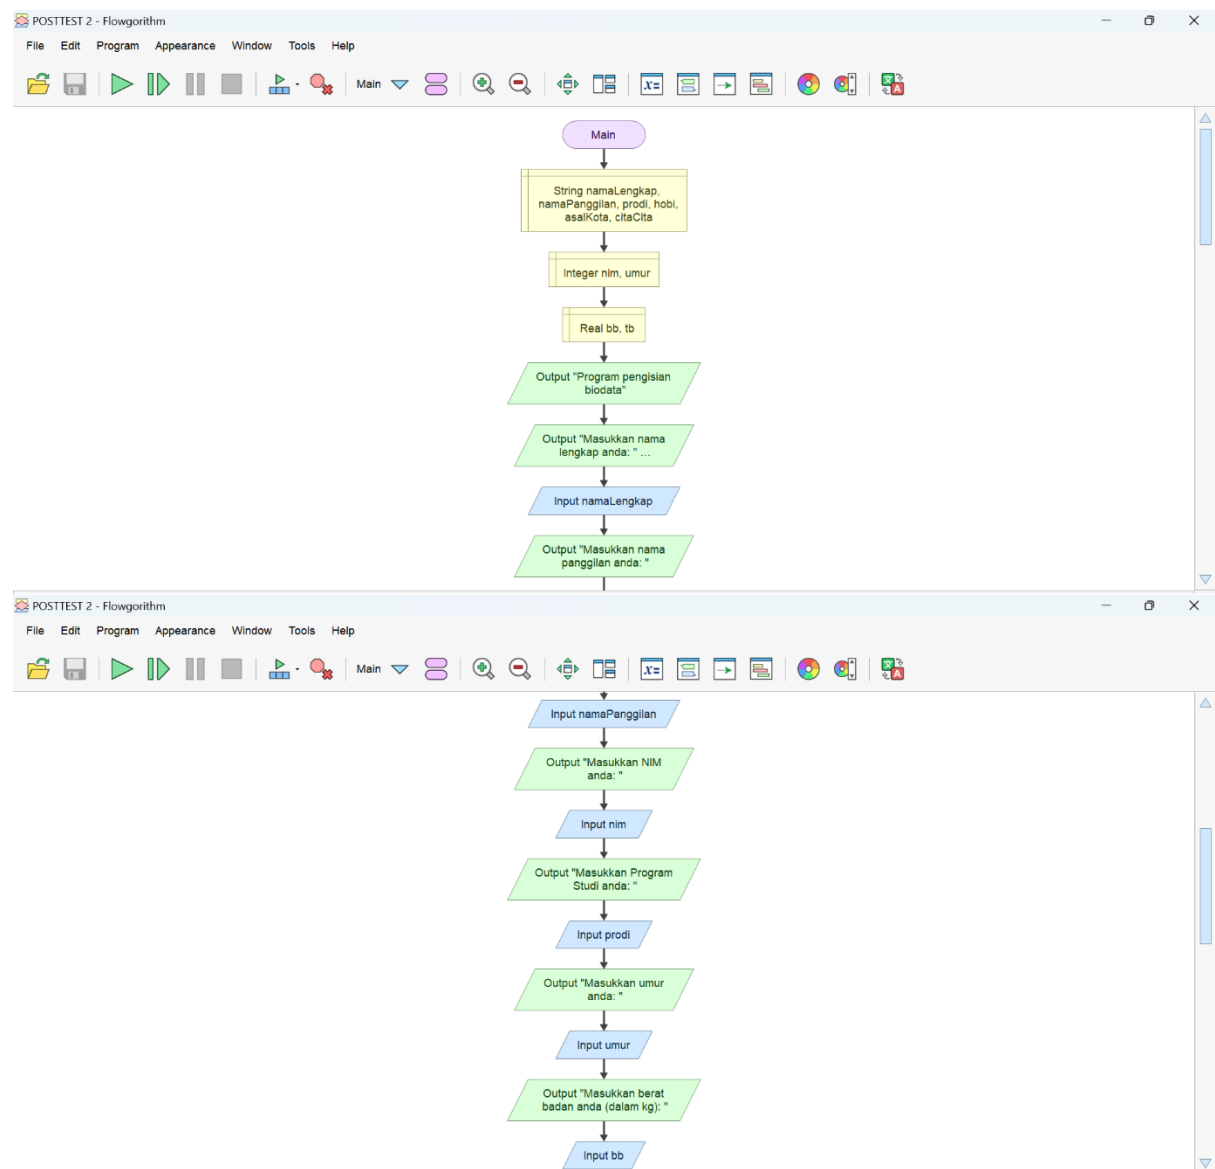 POSTTEST 2 - Flowgorithm
File Edit Program Appearance Window Tools Help
Main
Main
String namaLengkap,
namaPanggilan, prodi, hobi,
asalKota, citaCita
Integer nim, umur
Real bb, tb
Output "Program pengisian
biodata"
Output "Masukkan nama
lengkap anda: " ...
Input namaLengkap
Output "Masukkan nama
panggilan anda: "
POSTTEST 2 - Flowgorithm
File Edit Program Appearance Window Tools Help
Main
Input namaPanggilan
Output "Masukkan NIM
anda: "
Input nim
Output "Masukkan Program
Studi anda: "
Input prodi
Output "Masukkan umur
anda: "
Input umur
Output "Masukkan berat
badan anda (dalam kg): "
Input bb